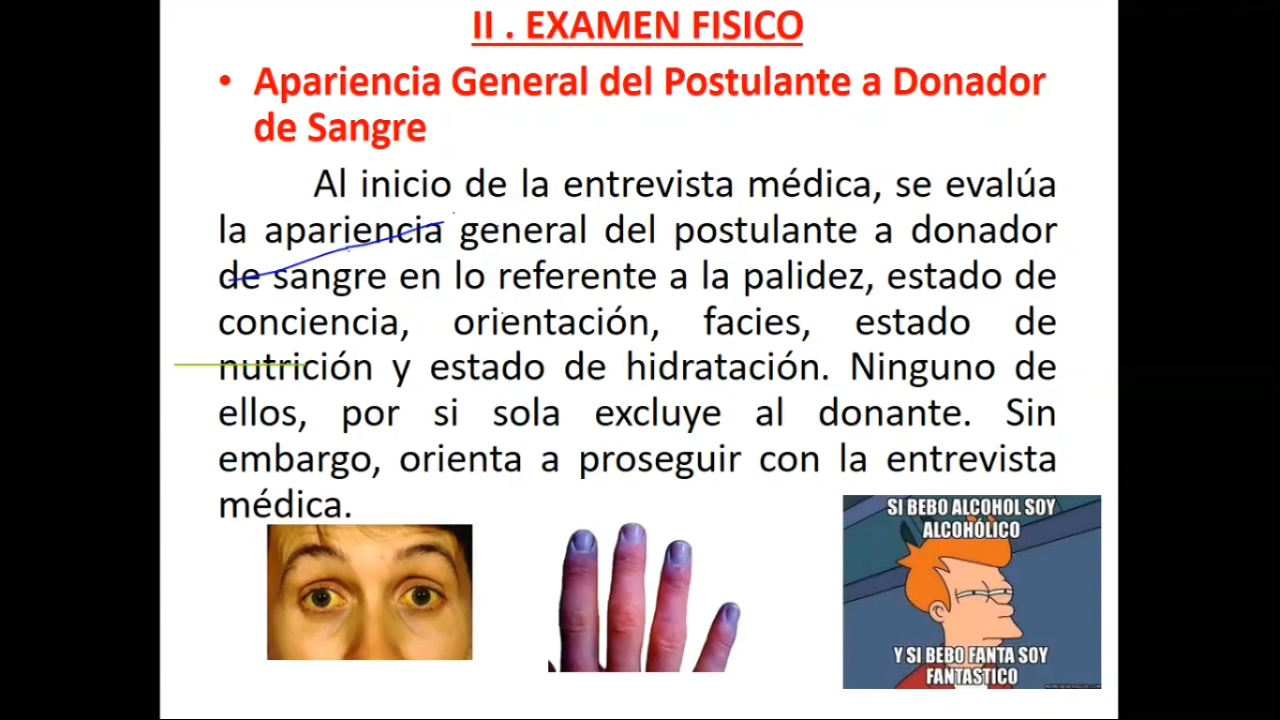 II . EXAMEN FISICO
• Apariencia General del Postulante a Donador
de Sangre
Al inicio de la entrevista médica, se evalúa
la apariencia general del postulante a donador
de sangre en lo referente a la palidez, estado de
conciencia, orientación, facies, estado de
nutrición y estado de hidratación. Ninguno de
ellos, por si sola excluye al donante. Sin
embargo, orienta a proseguir con la entrevista
médica.
SI BEBO ALCOHOL SOY
ALCOHÓLICO
Y SI BEBO FANTA SOY
FANTASTICO